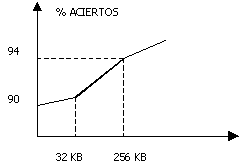 % ACIERTOS
94
90
32 KB 256 KB